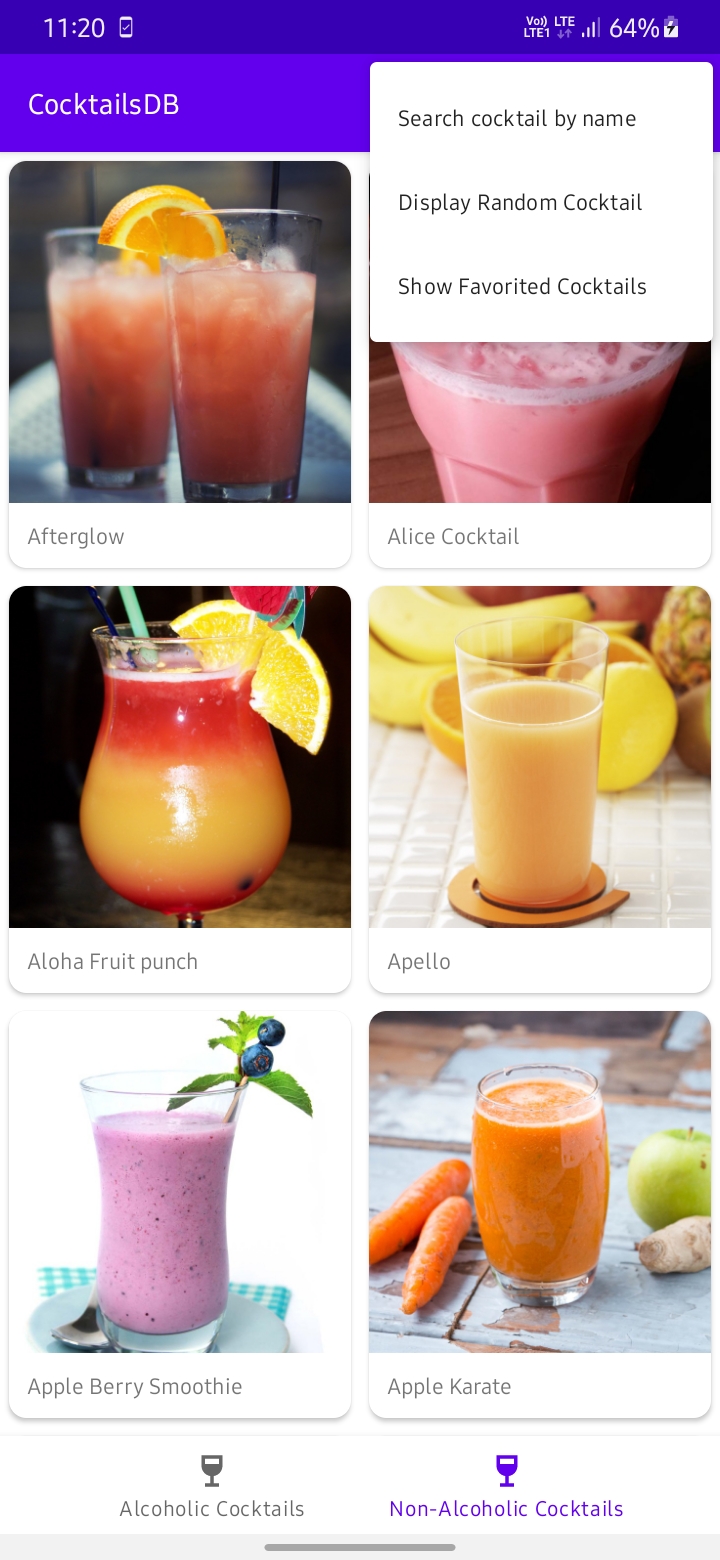 11:20
Vo)) LTE
LTE1
64%
CocktailsDB
Search cocktail by name
Display Random Cocktail
Show Favorited Cocktails
Afterglow
Alice Cocktail
Aloha Fruit punch
Apello
Apple Berry Smoothie
Apple Karate
Alcoholic Cocktails
Non-Alcoholic Cocktails